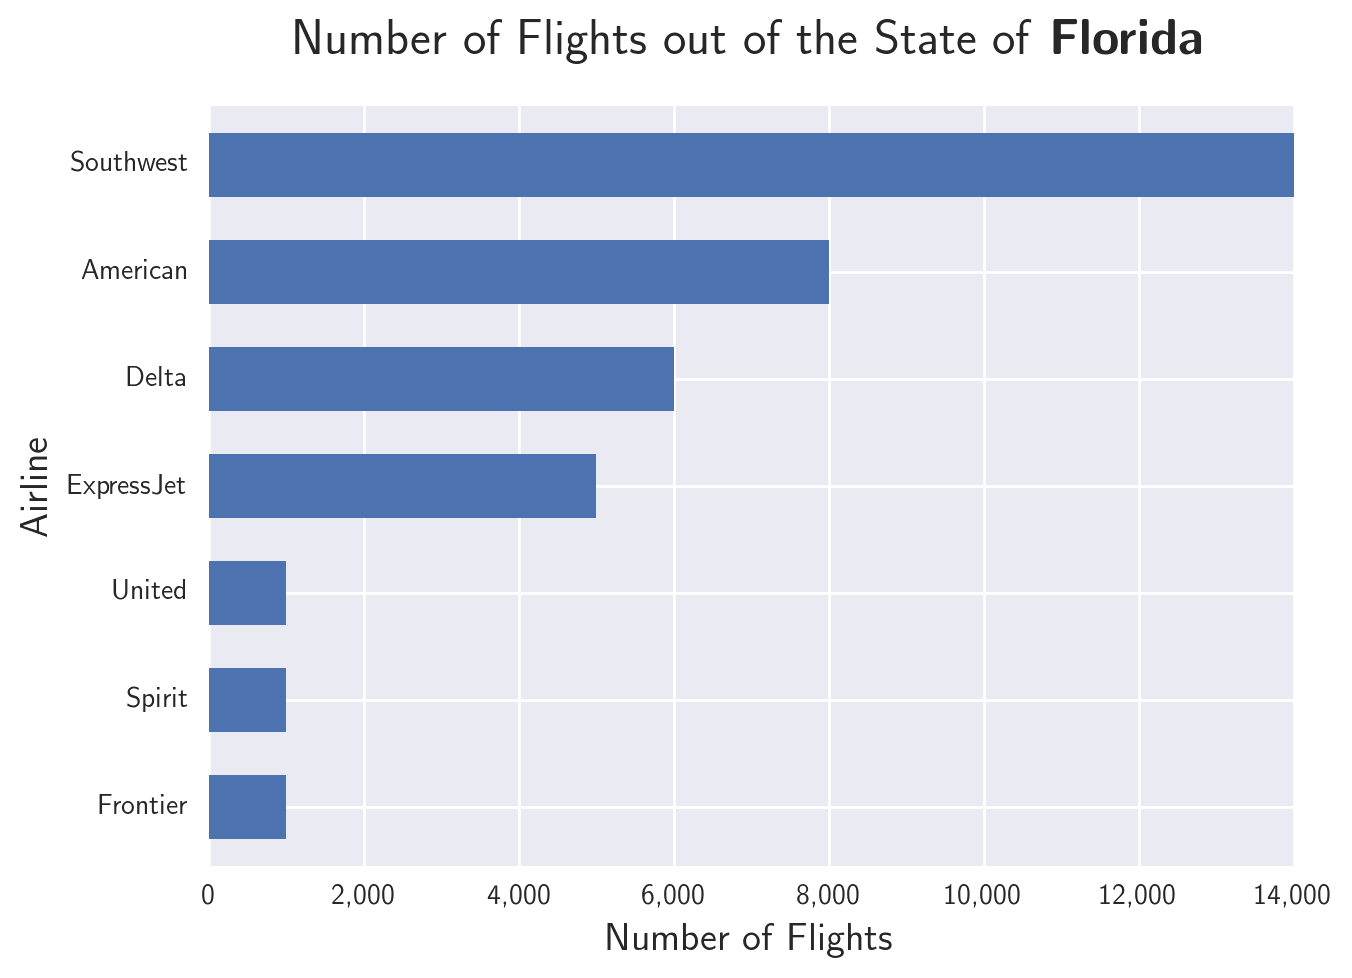 Number of Flights out of the State of Florida
Southwest
American
Delta
ExpressJet
United
Spirit
Frontier
Airline
0 2,000 4,000 6,000 8,000 10,000 12,000 14,000
Number of Flights